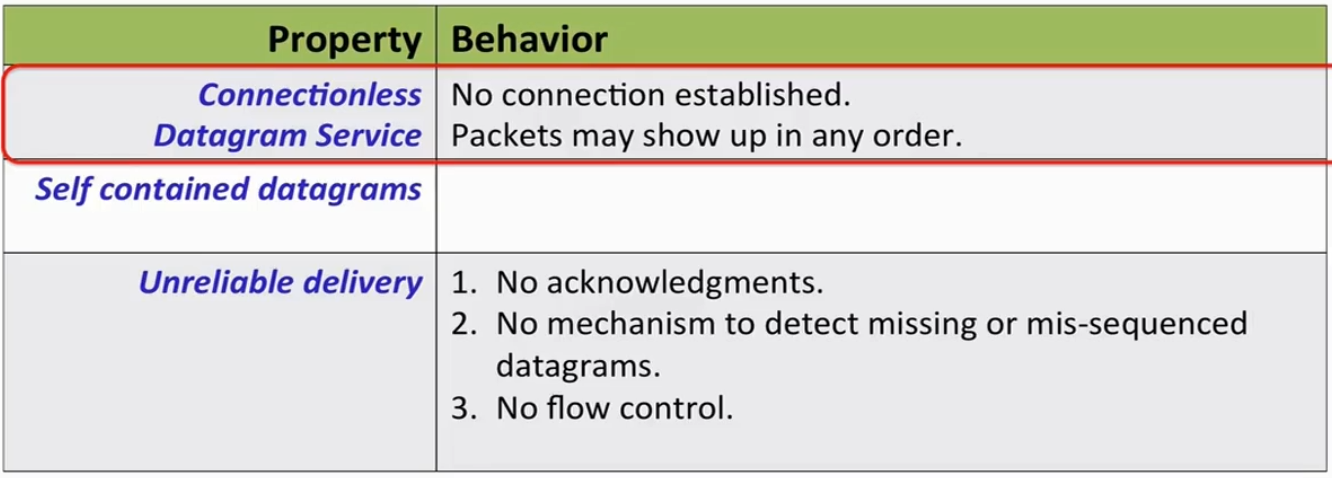 Property Behavior
Connectionless No connection established.
Datagram Service Packets may show up in any order.
Self contained datagrams
Unreliable delivery 1. No acknowledgments.
2. No mechanism to detect missing or mis-sequenced
datagrams.
3. No flow control.